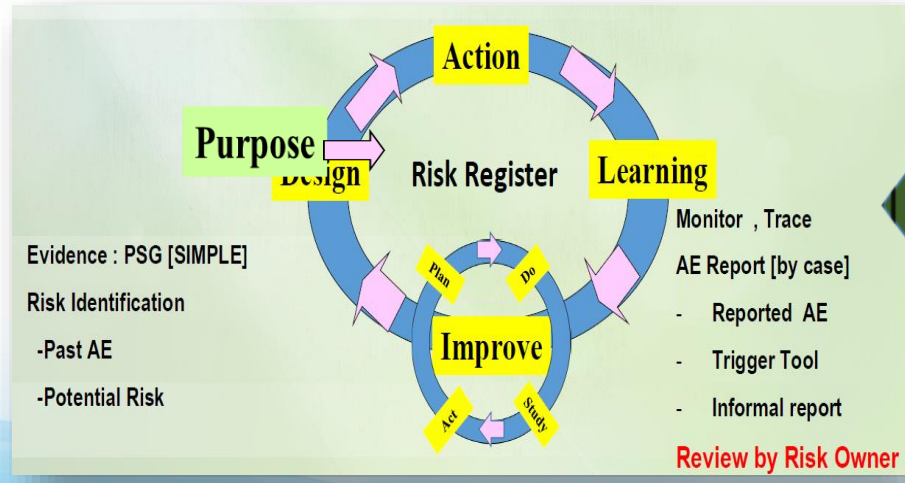 Action
Purpose
Design
Risk Register
Learning
Evidence : PSG [SIMPLE]
Risk Identification
-Past AE
-Potential Risk
Plan
Do
Improve
Act
Study
Monitor , Trace
AE Report [by case]
- Reported AE
- Trigger Tool
- Informal report
Review by Risk Owner